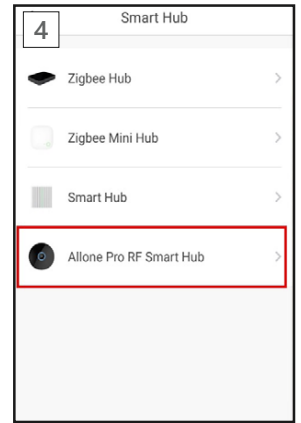 4
Smart Hub
Zigbee Hub
Zigbee Mini Hub
Smart Hub
Allone Pro RF Smart Hub